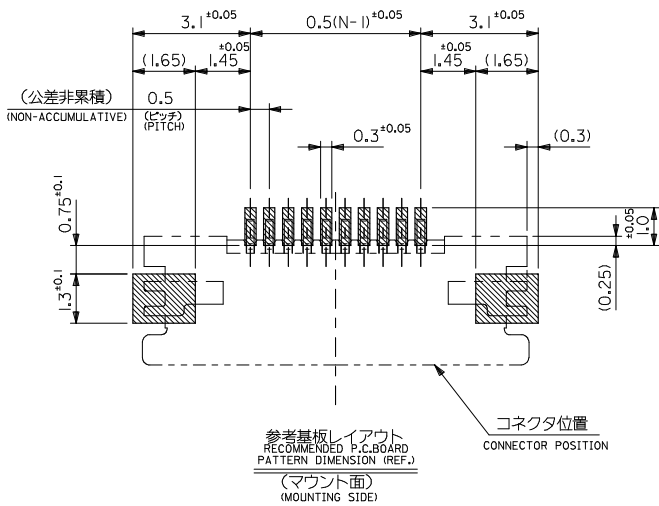 3.1±0.05
0.5(N-1)±0.05
3.1±0.05
(1.65)
1.45±0.05
1.45
(1.65)
(公差非累積)
(NON-ACCUMULATIVE)
0.5
(ピッチ)
(PITCH)
0.3±0.05
(0.3)
0.75±0.1
1.3±0.1
1.0±0.05
(0.25)
コネクタ位置
CONNECTOR POSITION
参考基板レイアウト
RECOMMENDED P.C.BOARD
PATTERN DIMENSION (REF.)
(マウント面)
(MOUNTING SIDE)